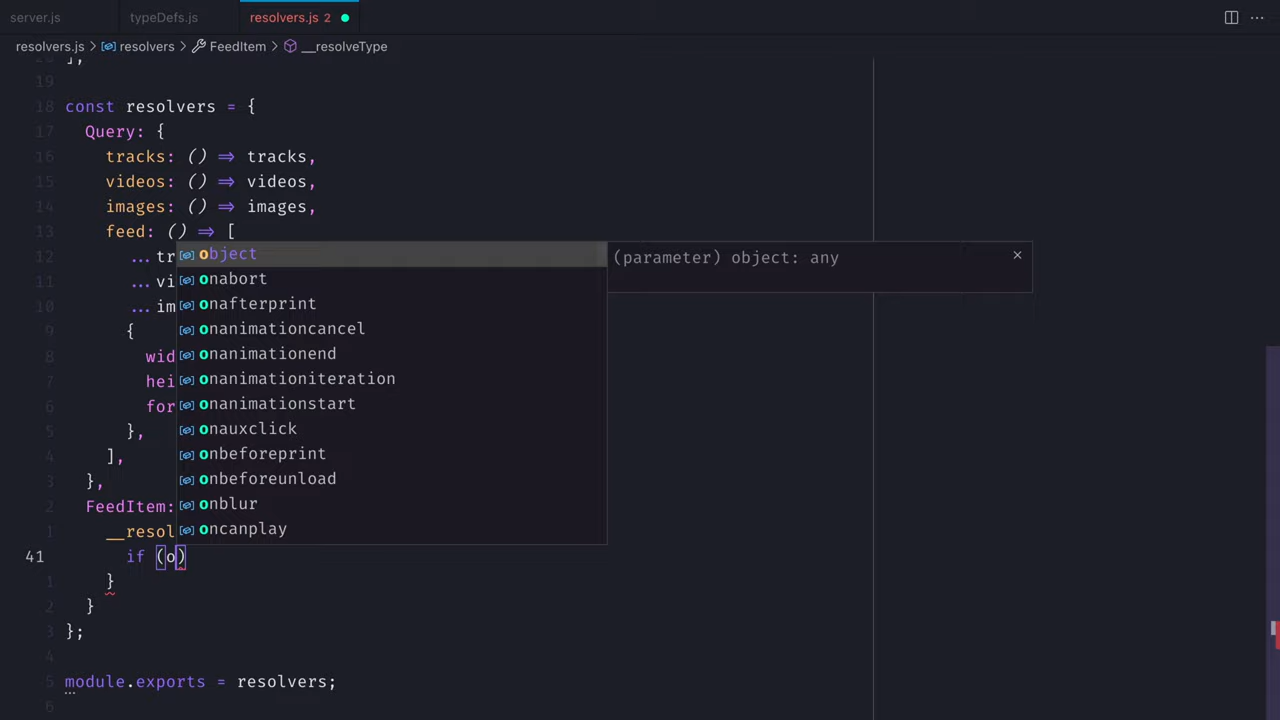 server.js typeDefs.js resolvers.js 2
resolvers.js > resolvers > FeedItem > __resolveType
20 ];
19
18 const resolvers = {
17 Query: {
16 tracks: () => tracks,
15 videos: () => videos,
14 images: () => images,
13 feed: () => [
12 ...tr
11 ...vi
10 ...im
9 {
8 wid
7 hei
6 for
5 },
4 ],
3 },
2 FeedItem:
1 __resol
41 if (o)
1 }
2 }
3 };
4
5 module.exports = resolvers;
6
object
onabort
onafterprint
onanimationcancel
onanimationend
onanimationiteration
onanimationstart
onauxclick
onbeforeprint
onbeforeunload
onblur
oncanplay
(parameter) object: any